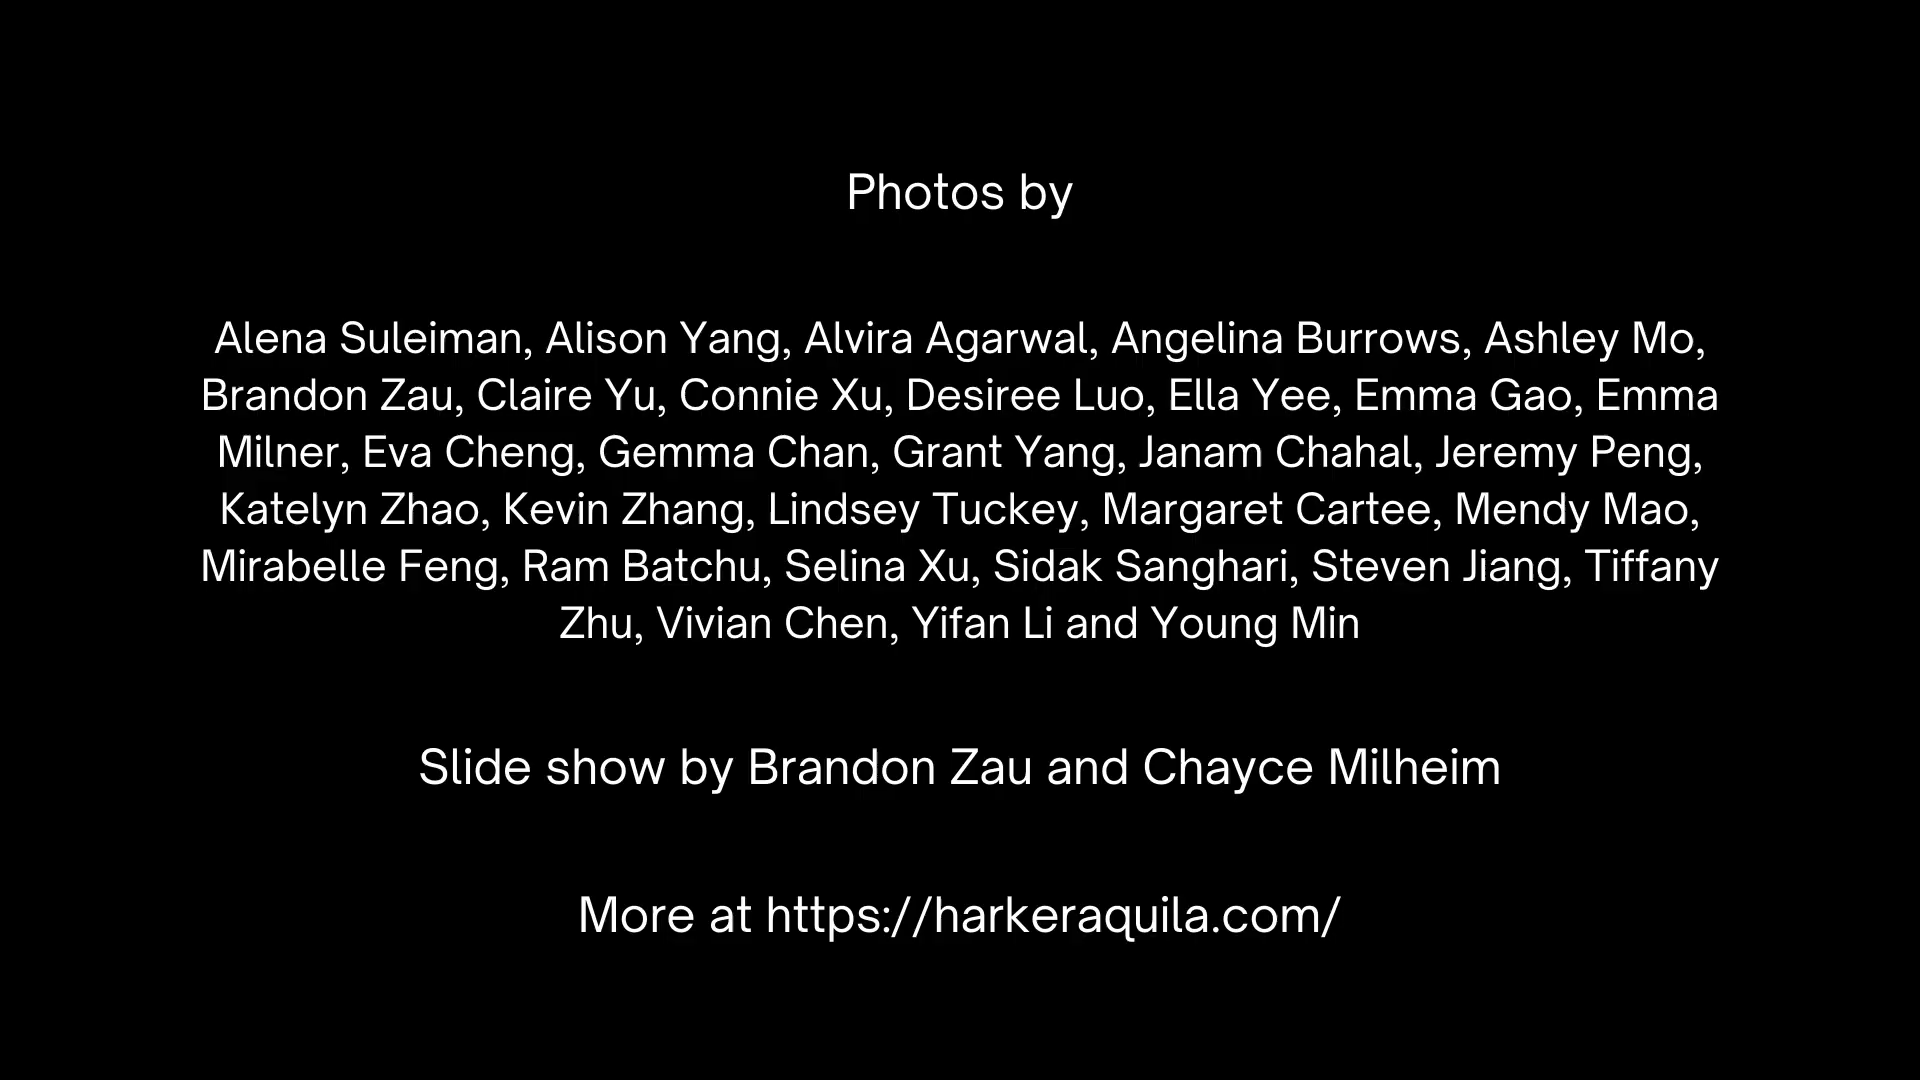 Photos by
Alena Suleiman, Alison Yang, Alvira Agarwal, Angelina Burrows, Ashley Mo,
Brandon Zau, Claire Yu, Connie Xu, Desiree Luo, Ella Yee, Emma Gao, Emma
Milner, Eva Cheng, Gemma Chan, Grant Yang, Janam Chahal, Jeremy Peng,
Katelyn Zhao, Kevin Zhang, Lindsey Tuckey, Margaret Cartee, Mendy Mao,
Mirabelle Feng, Ram Batchu, Selina Xu, Sidak Sanghari, Steven Jiang, Tiffany
Zhu, Vivian Chen, Yifan Li and Young Min
Slide show by Brandon Zau and Chayce Milheim
More at https://harkeraquila.com/